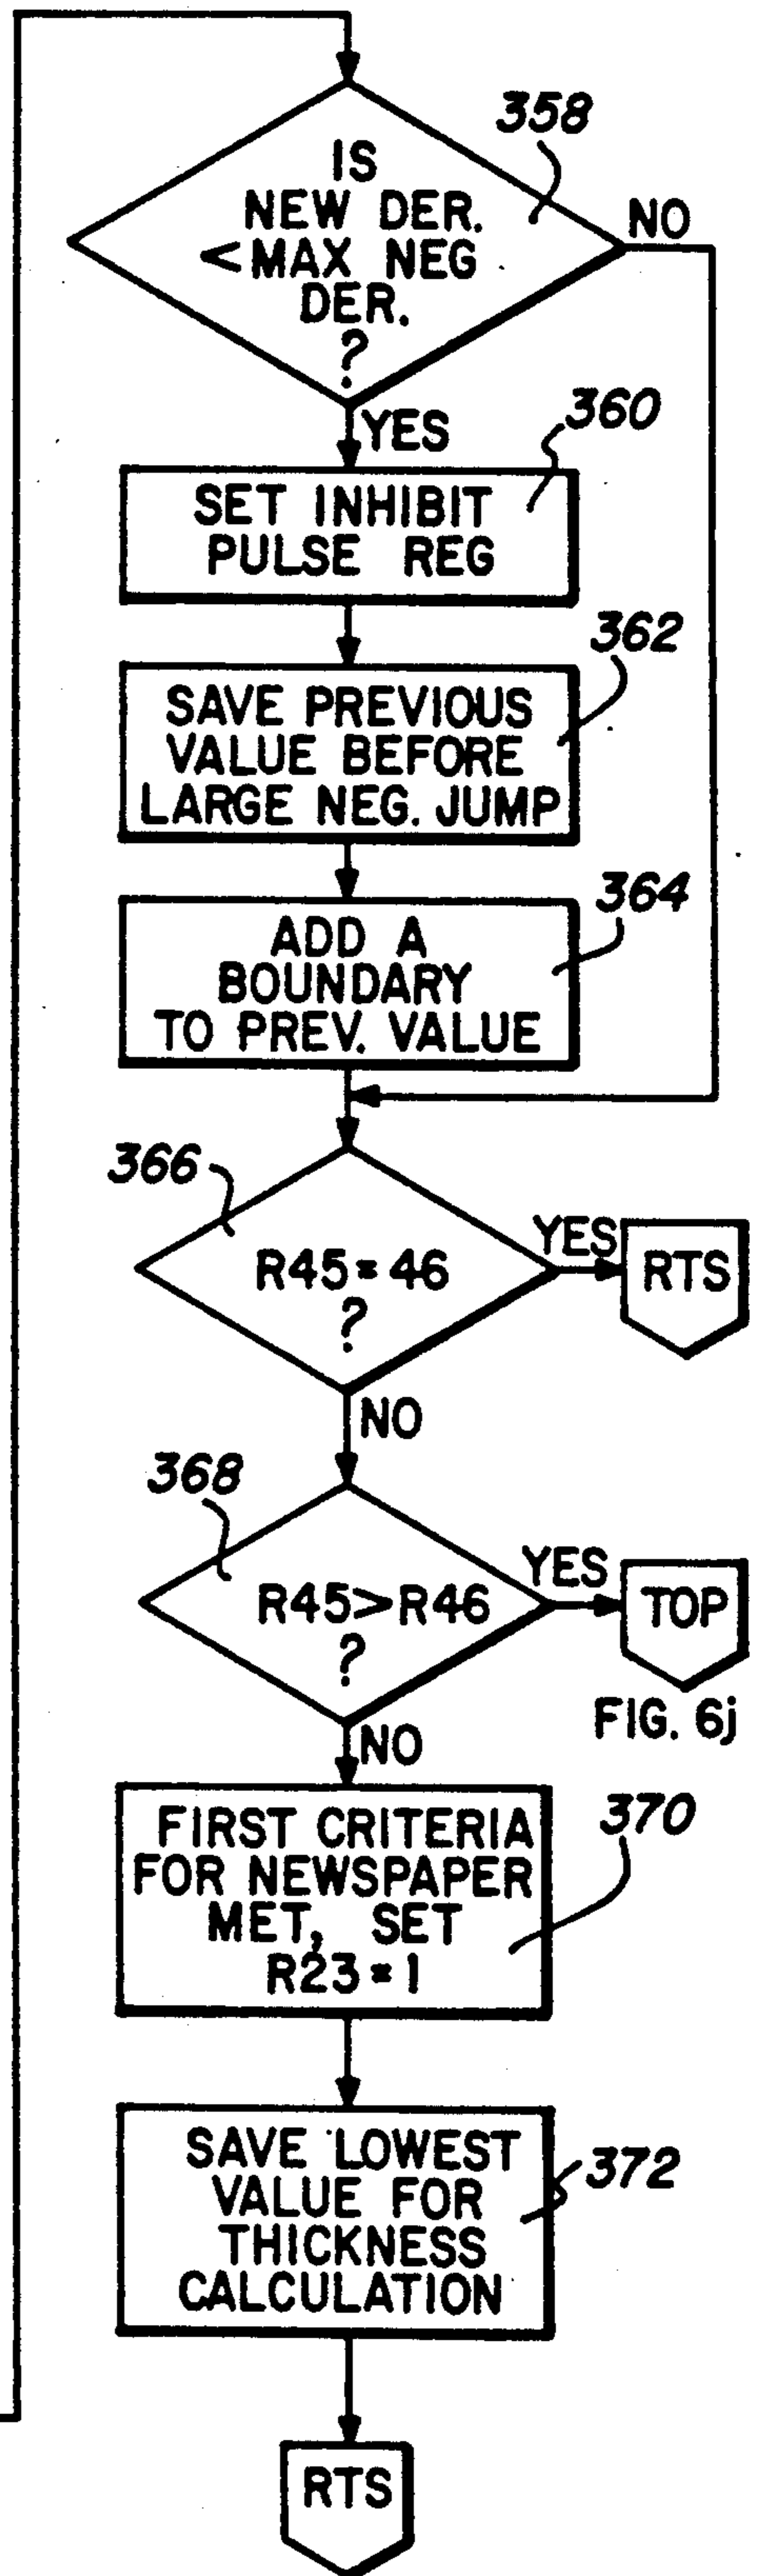 358
IS
NEW DER.
<MAX NEG
DER.
?
NO
YES
360
SET INHIBIT
PULSE REG
362
SAVE PREVIOUS
VALUE BEFORE
LARGE NEG. JUMP
364
ADD A
BOUNDARY
TO PREV. VALUE
366
R45=46
?
YES
RTS
NO
368
R45>R46
?
YES
TOP
FIG. 6j
NO
370
FIRST CRITERIA
FOR NEWSPAPER
MET, SET
R23=1
372
SAVE LOWEST
VALUE FOR
THICKNESS
CALCULATION
RTS